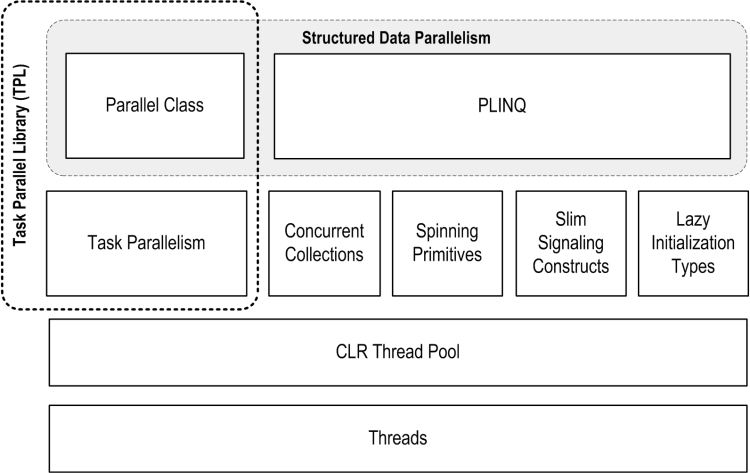 Task Parallel Library (TPL)
Structured Data Parallelism
Parallel Class
PLINQ
Task Parallelism
Concurrent
Collections
Spinning
Primitives
Slim
Signaling
Constructs
Lazy
Initialization
Types
CLR Thread Pool
Threads